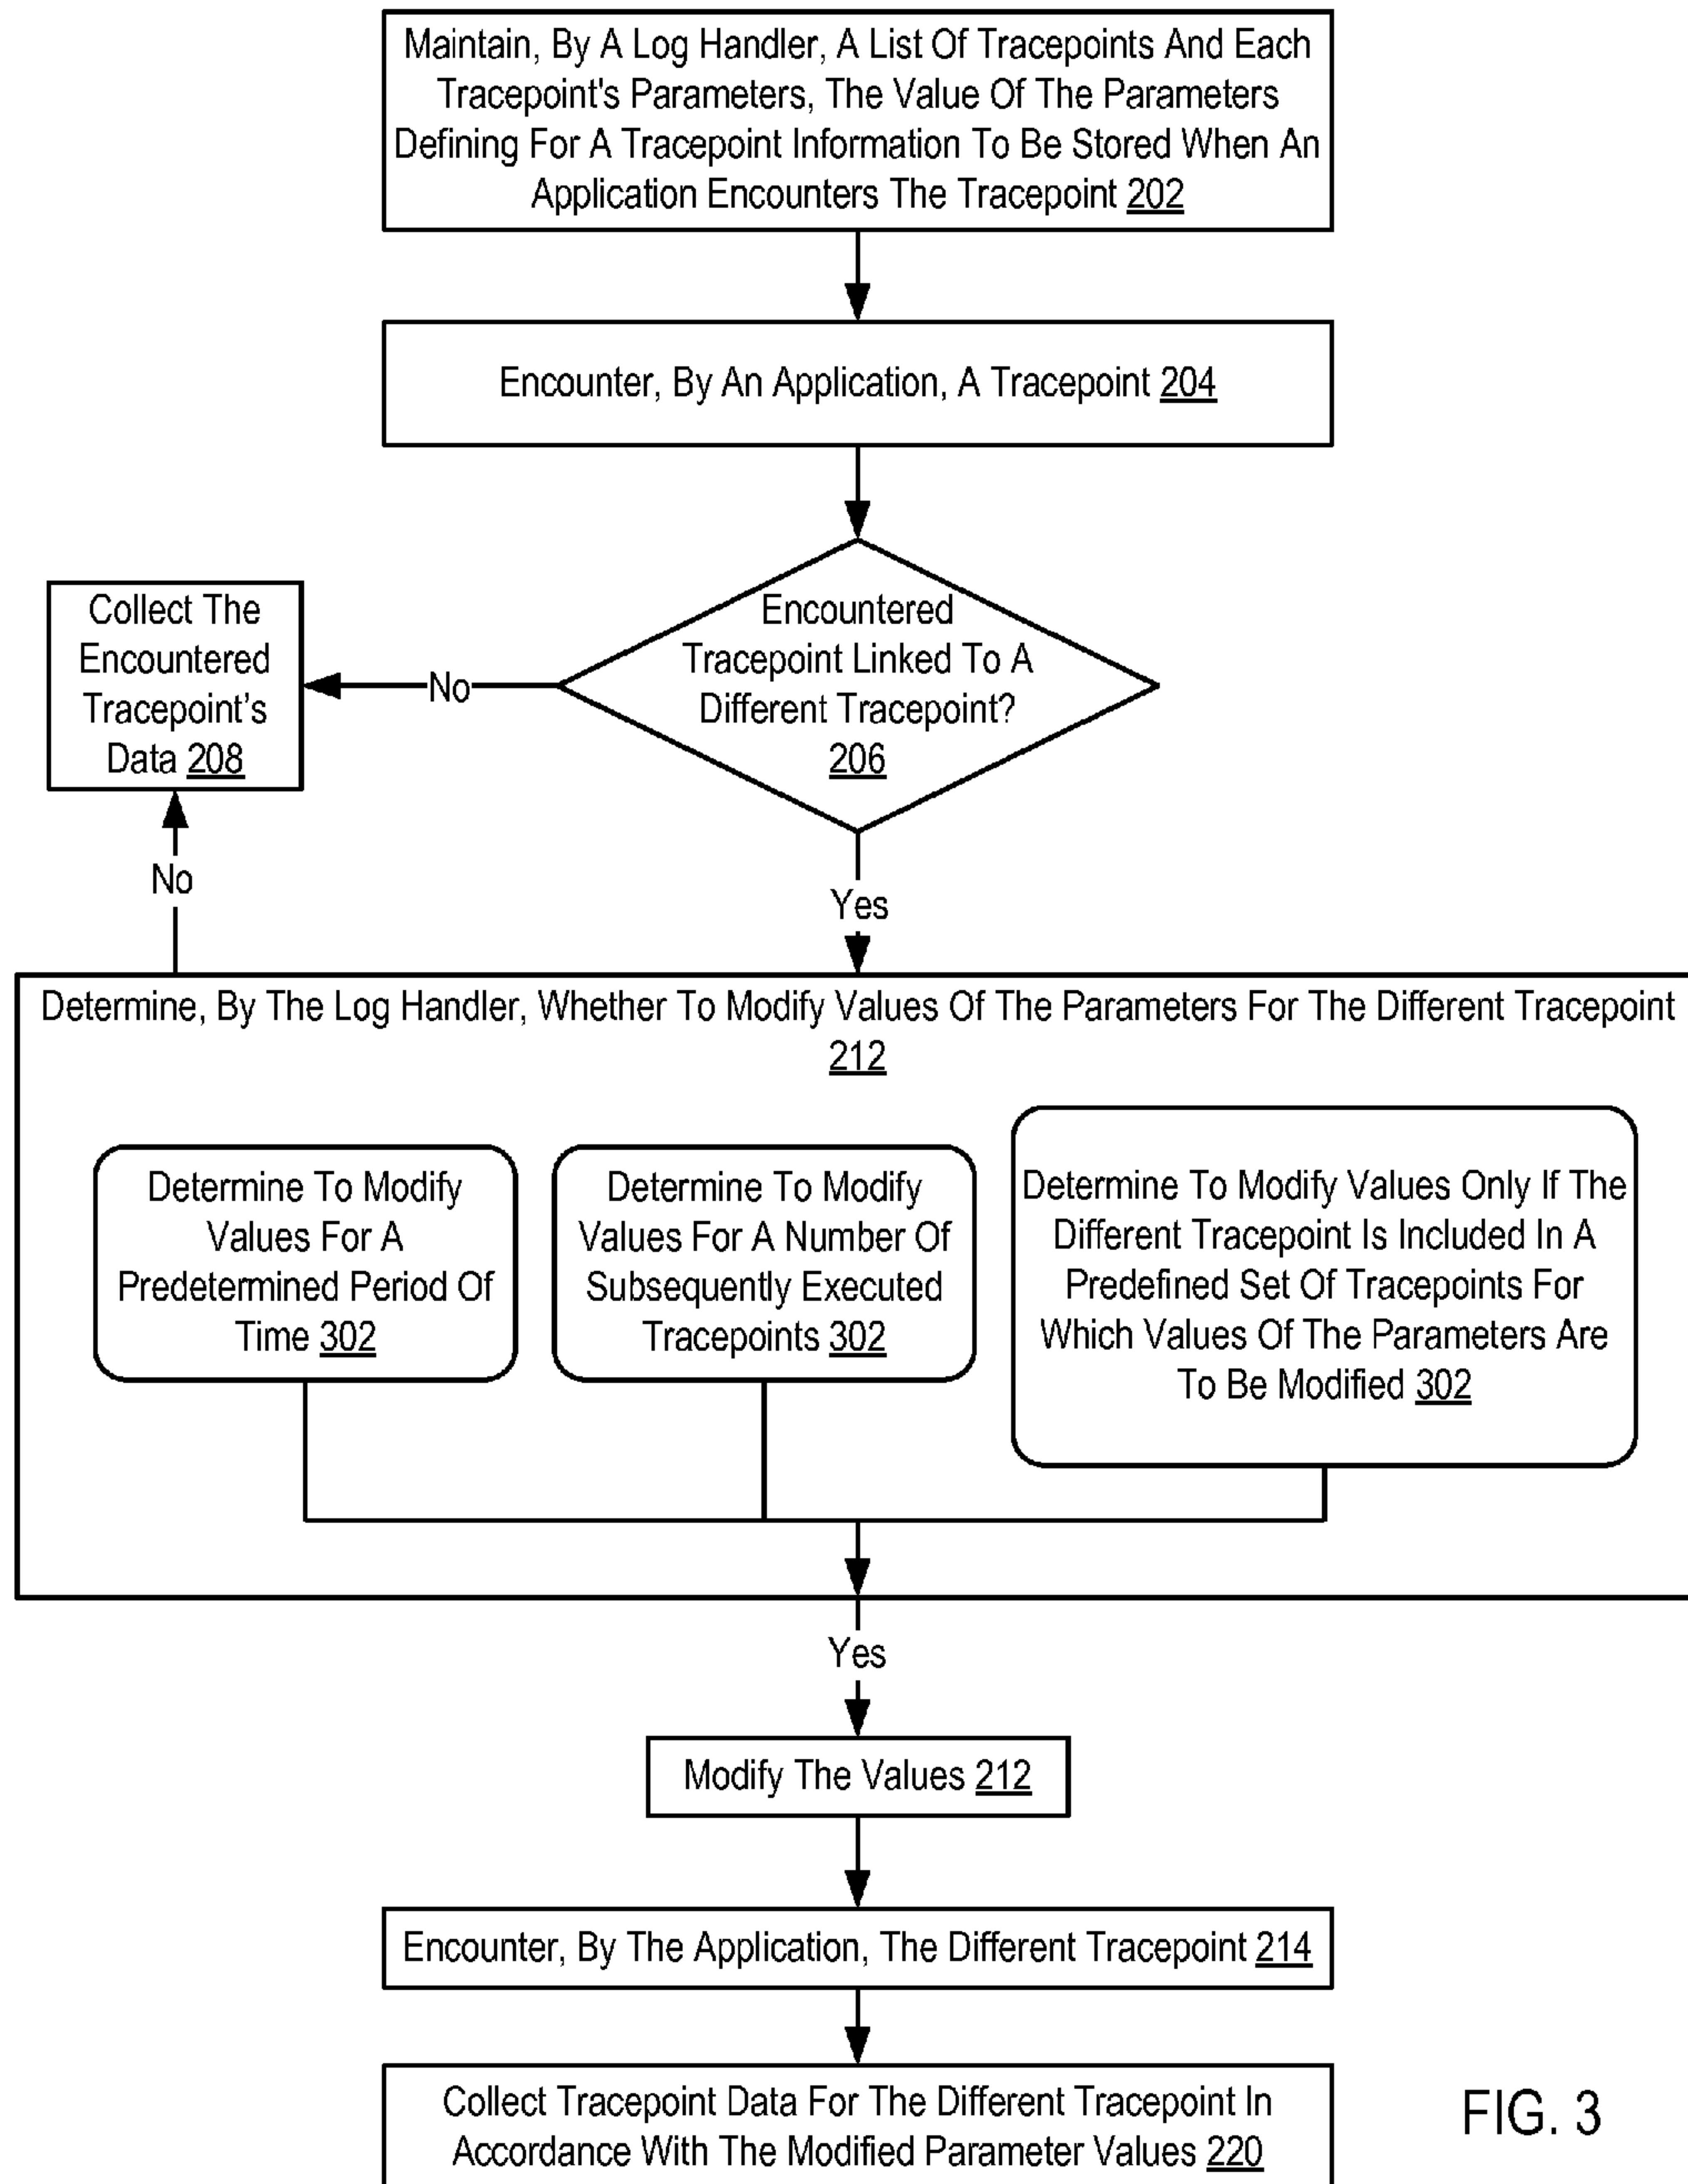 Maintain, By A Log Handler, A List Of Tracepoints And Each
Tracepoint's Parameters, The Value Of The Parameters
Defining For A Tracepoint Information To Be Stored When An
Application Encounters The Tracepoint 202
Encounter, By An Application, A Tracepoint 204
Encountered
Tracepoint Linked To A
Different Tracepoint?
206
No
Collect The
Encountered
Tracepoint's
Data 208
No
Yes
Determine, By The Log Handler, Whether To Modify Values Of The Parameters For The Different Tracepoint
212
Determine To Modify
Values For A
Predetermined Period Of
Time 302
Determine To Modify
Values For A Number Of
Subsequently Executed
Tracepoints 302
Determine To Modify Values Only If The
Different Tracepoint Is Included In A
Predefined Set Of Tracepoints For
Which Values Of The Parameters Are
To Be Modified 302
Yes
Modify The Values 212
Encounter, By The Application, The Different Tracepoint 214
Collect Tracepoint Data For The Different Tracepoint In
Accordance With The Modified Parameter Values 220
FIG. 3